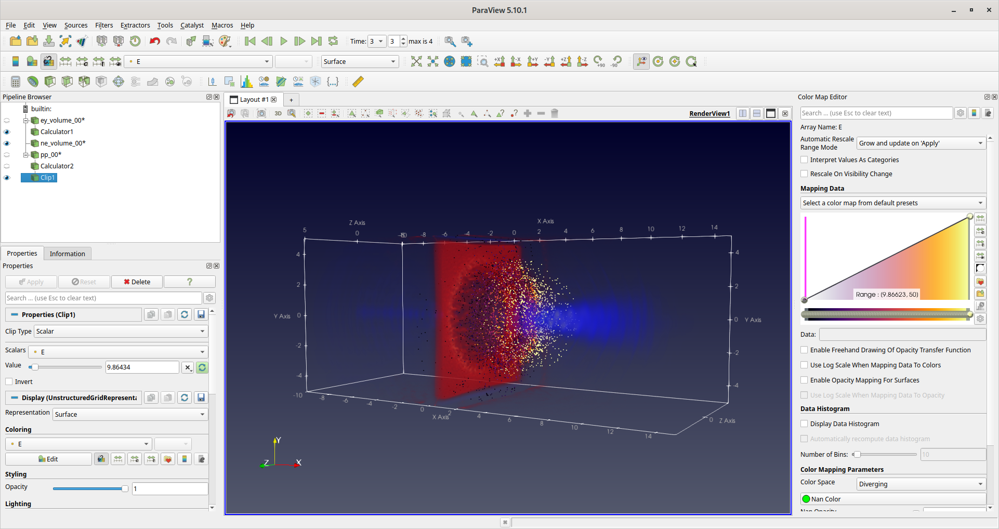 ParaView 5.10.1
File Edit View Sources Filters Extractors Tools Catalyst Macros Help
Time: 3 3 max is 4
E Surface +X -X +Y -Y +Z -Z +90 -90
Pipeline Browser
builtin:
ey_volume_00*
Calculator1
ne_volume_00*
pp_00*
Calculator2
Clip1
Properties Information
Properties
Apply Reset Delete ?
Search ... (use Esc to clear text)
Properties (Clip1)
Clip Type Scalar
Scalars E
Value 9.86434
Invert
Display (UnstructuredGridRepresenta
Representation Surface
Coloring
E
Edit
Styling
Opacity 1
Lighting
Layout #1 +
3D RenderView1
X Axis
Z Axis
5 0 -8 -6 -4 -2 0 2 4 6 8 10 12 14
4 2 0 -2 -4
Y Axis
4 2 0 -2 -4
Y Axis
-10 -8 -6 -4 -2 0 2 4 6 8 10 12 14
X Axis
0 Z Axis
Y
Z X
Color Map Editor
Search ... (use Esc to clear text)
Array Name: E
Automatic Rescale
Range Mode
Grow and update on 'Apply'
Interpret Values As Categories
Rescale On Visibility Change
Mapping Data
Select a color map from default presets
Range : (9.86623, 50)
Data:
Enable Freehand Drawing Of Opacity Transfer Function
Use Log Scale When Mapping Data To Colors
Enable Opacity Mapping For Surfaces
Use Log Scale When Mapping Data To Opacity
Data Histogram
Display Data Histogram
Automatically recompute data histogram
Number of Bins: 10
Color Mapping Parameters
Color Space Diverging
Nan Color
Nan Opacity